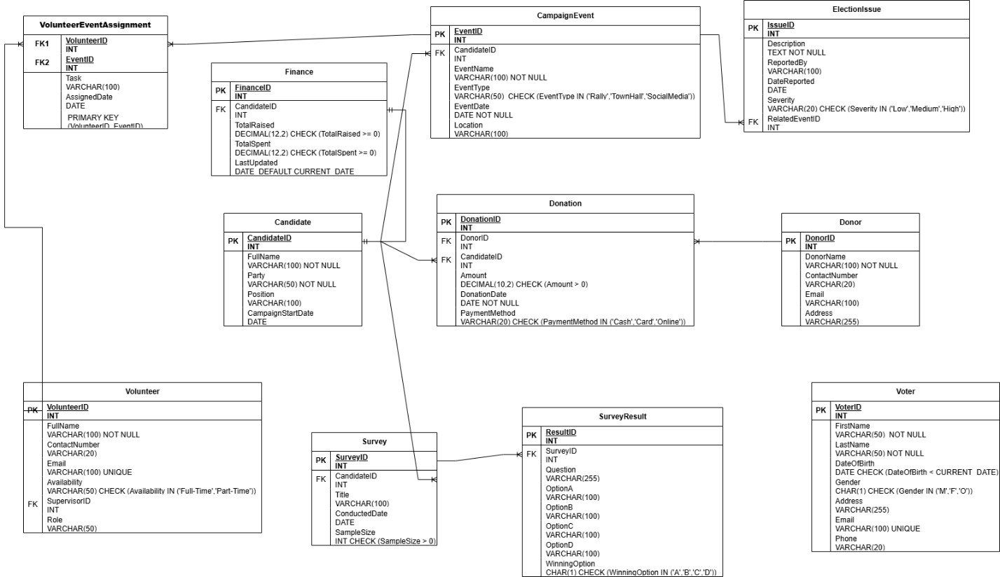 VolunteerEventAssignment
FK1 VolunteerID
INT
FK2 EventID
INT
Task
VARCHAR(100)
AssignedDate
DATE
PRIMARY KEY
(VolunteerID, EventID)
Finance
PK FinanceID
INT
FK CandidateID
INT
TotalRaised
DECIMAL(12,2) CHECK (TotalRaised >= 0)
TotalSpent
DECIMAL(12,2) CHECK (TotalSpent >= 0)
LastUpdated
DATE DEFAULT CURRENT_DATE
CampaignEvent
PK EventID
INT
FK CandidateID
INT
EventName
VARCHAR(100) NOT NULL
EventType
VARCHAR(50) CHECK (EventType IN ('Rally','TownHall','SocialMedia'))
EventDate
DATE NOT NULL
Location
VARCHAR(100)
ElectionIssue
PK IssueID
INT
Description
TEXT NOT NULL
ReportedBy
VARCHAR(100)
DateReported
DATE
Severity
VARCHAR(20) CHECK (Severity IN ('Low','Medium','High'))
FK RelatedEventID
INT
Candidate
PK CandidateID
INT
FullName
VARCHAR(100) NOT NULL
Party
VARCHAR(50) NOT NULL
Position
VARCHAR(100)
CampaignStartDate
DATE
Donation
PK DonationID
INT
FK DonorID
INT
FK CandidateID
INT
Amount
DECIMAL(10,2) CHECK (Amount > 0)
DonationDate
DATE NOT NULL
PaymentMethod
VARCHAR(20) CHECK (PaymentMethod IN ('Cash','Card','Online'))
Donor
PK DonorID
INT
DonorName
VARCHAR(100) NOT NULL
ContactNumber
VARCHAR(20)
Email
VARCHAR(100)
Address
VARCHAR(255)
Volunteer
PK VolunteerID
INT
FullName
VARCHAR(100) NOT NULL
ContactNumber
VARCHAR(20)
Email
VARCHAR(100) UNIQUE
Availability
VARCHAR(50) CHECK (Availability IN ('Full-Time','Part-Time'))
FK SupervisorID
INT
Role
VARCHAR(50)
Survey
PK SurveyID
INT
FK CandidateID
INT
Title
VARCHAR(100)
ConductedDate
DATE
SampleSize
INT CHECK (SampleSize > 0)
SurveyResult
PK ResultID
INT
FK SurveyID
INT
Question
VARCHAR(255)
OptionA
VARCHAR(100)
OptionB
VARCHAR(100)
OptionC
VARCHAR(100)
OptionD
VARCHAR(100)
WinningOption
CHAR(1) CHECK (WinningOption IN ('A','B','C','D'))
Voter
PK VoterID
INT
FirstName
VARCHAR(50) NOT NULL
LastName
VARCHAR(50) NOT NULL
DateOfBirth
DATE CHECK (DateOfBirth < CURRENT_DATE)
Gender
CHAR(1) CHECK (Gender IN ('M','F','O'))
Address
VARCHAR(255)
Email
VARCHAR(100) UNIQUE
Phone
VARCHAR(20)